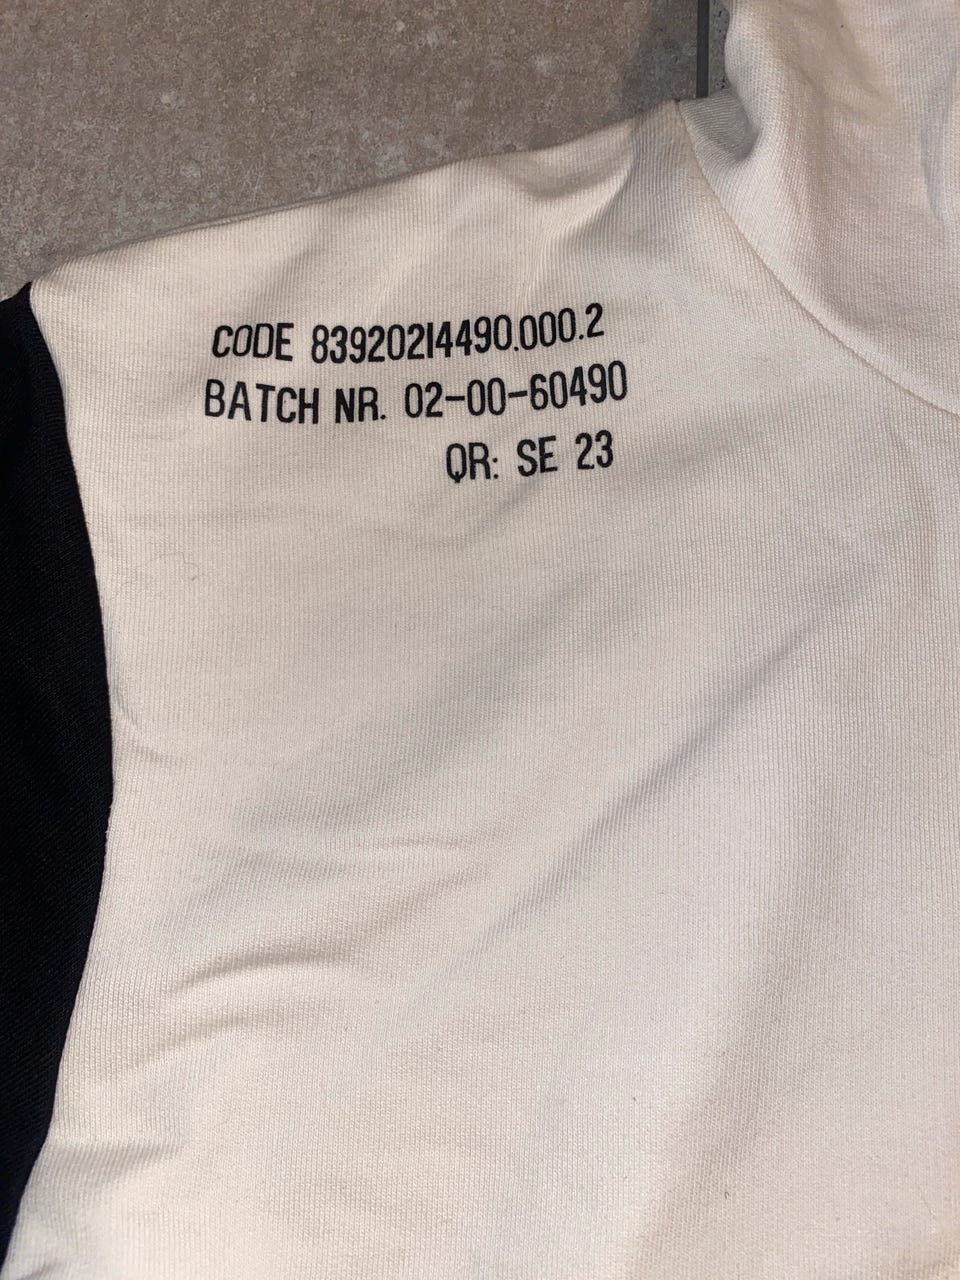 CODE 83920214490.000.2
BATCH NR. 02-00-60490
QR: SE 23